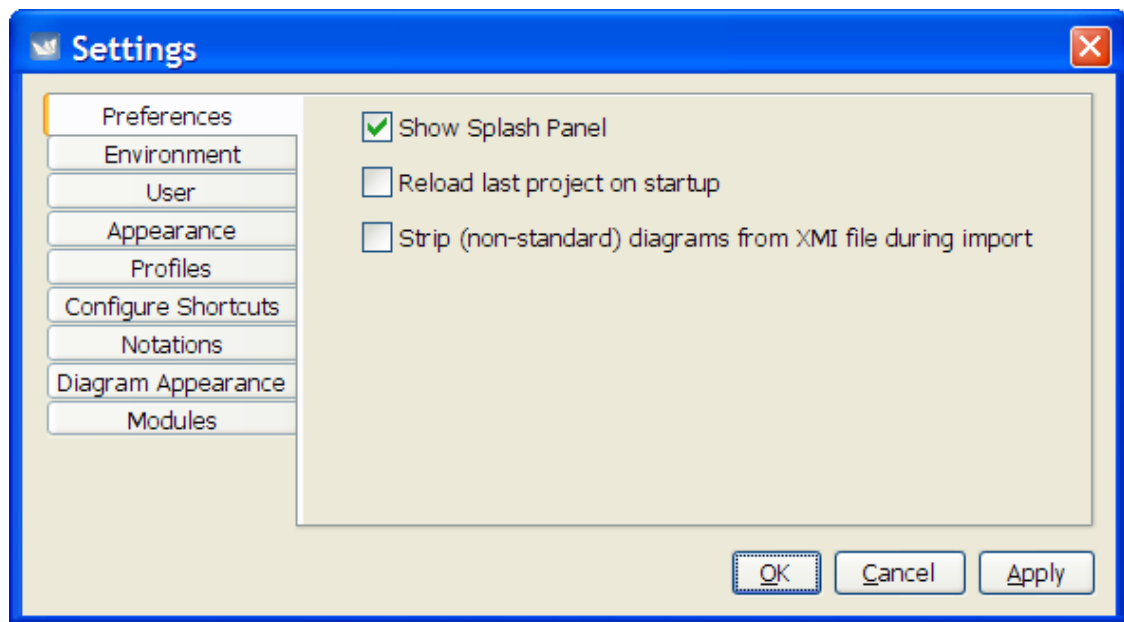 Settings
Preferences
Environment
User
Appearance
Profiles
Configure Shortcuts
Notations
Diagram Appearance
Modules
Show Splash Panel
Reload last project on startup
Strip (non-standard) diagrams from XMI file during import
OK
Cancel
Apply